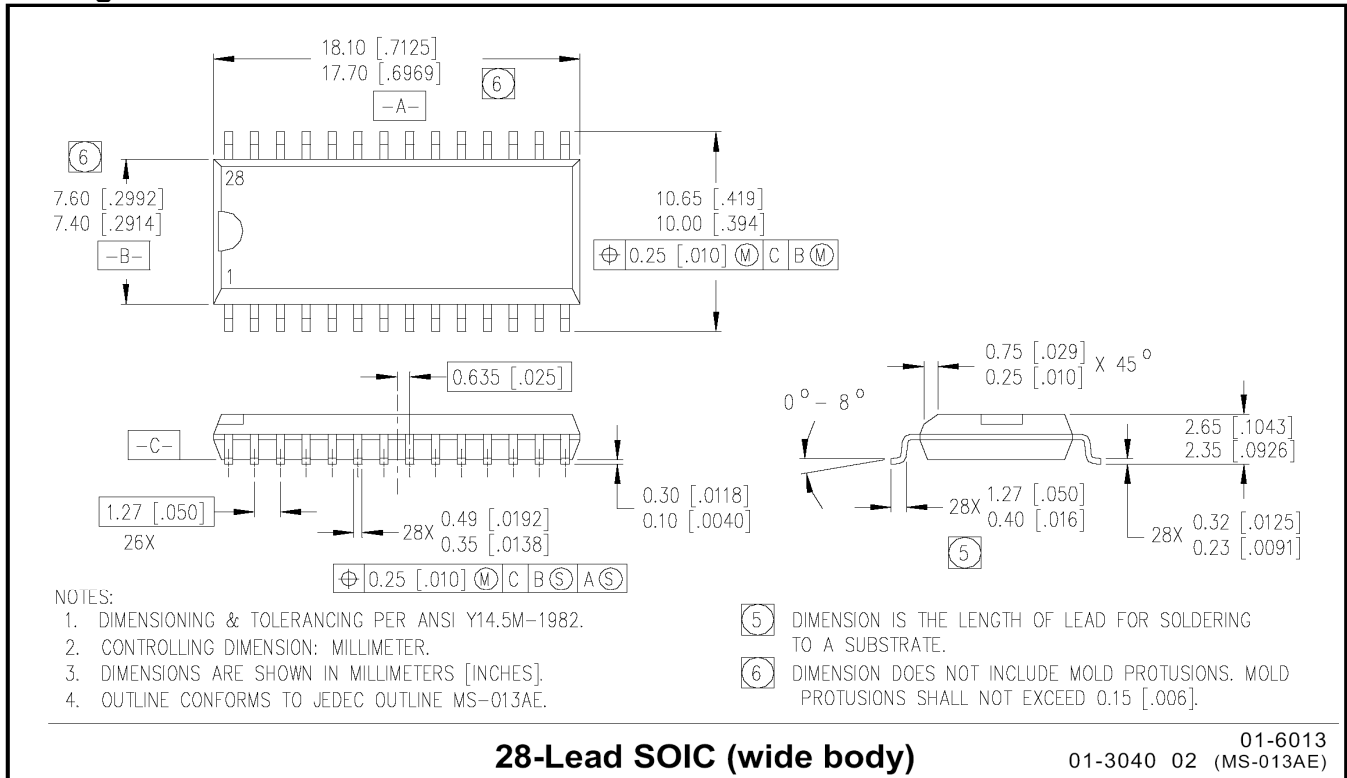 18.10 [.7125]
17.70 [.6969]
6
-A-
6
28
7.60 [.2992]
7.40 [.2914]
-B-
1
10.65 [.419]
10.00 [.394]
⌖ 0.25 [.010] Ⓜ C B Ⓜ
0.635 [.025]
0.75 [.029]
0.25 [.010] X 45°
0° - 8°
-C-
2.65 [.1043]
2.35 [.0926]
1.27 [.050]
26X
28X 0.49 [.0192]
0.35 [.0138]
0.30 [.0118]
0.10 [.0040]
28X 1.27 [.050]
0.40 [.016]
5
28X 0.32 [.0125]
0.23 [.0091]
⌖ 0.25 [.010] Ⓜ C B Ⓢ A Ⓢ
NOTES:
1. DIMENSIONING & TOLERANCING PER ANSI Y14.5M-1982.
2. CONTROLLING DIMENSION: MILLIMETER.
3. DIMENSIONS ARE SHOWN IN MILLIMETERS [INCHES].
4. OUTLINE CONFORMS TO JEDEC OUTLINE MS-013AE.
5 DIMENSION IS THE LENGTH OF LEAD FOR SOLDERING
TO A SUBSTRATE.
6 DIMENSION DOES NOT INCLUDE MOLD PROTUSIONS. MOLD
PROTUSIONS SHALL NOT EXCEED 0.15 [.006].
28-Lead SOIC (wide body)
01-6013
01-3040 02 (MS-013AE)